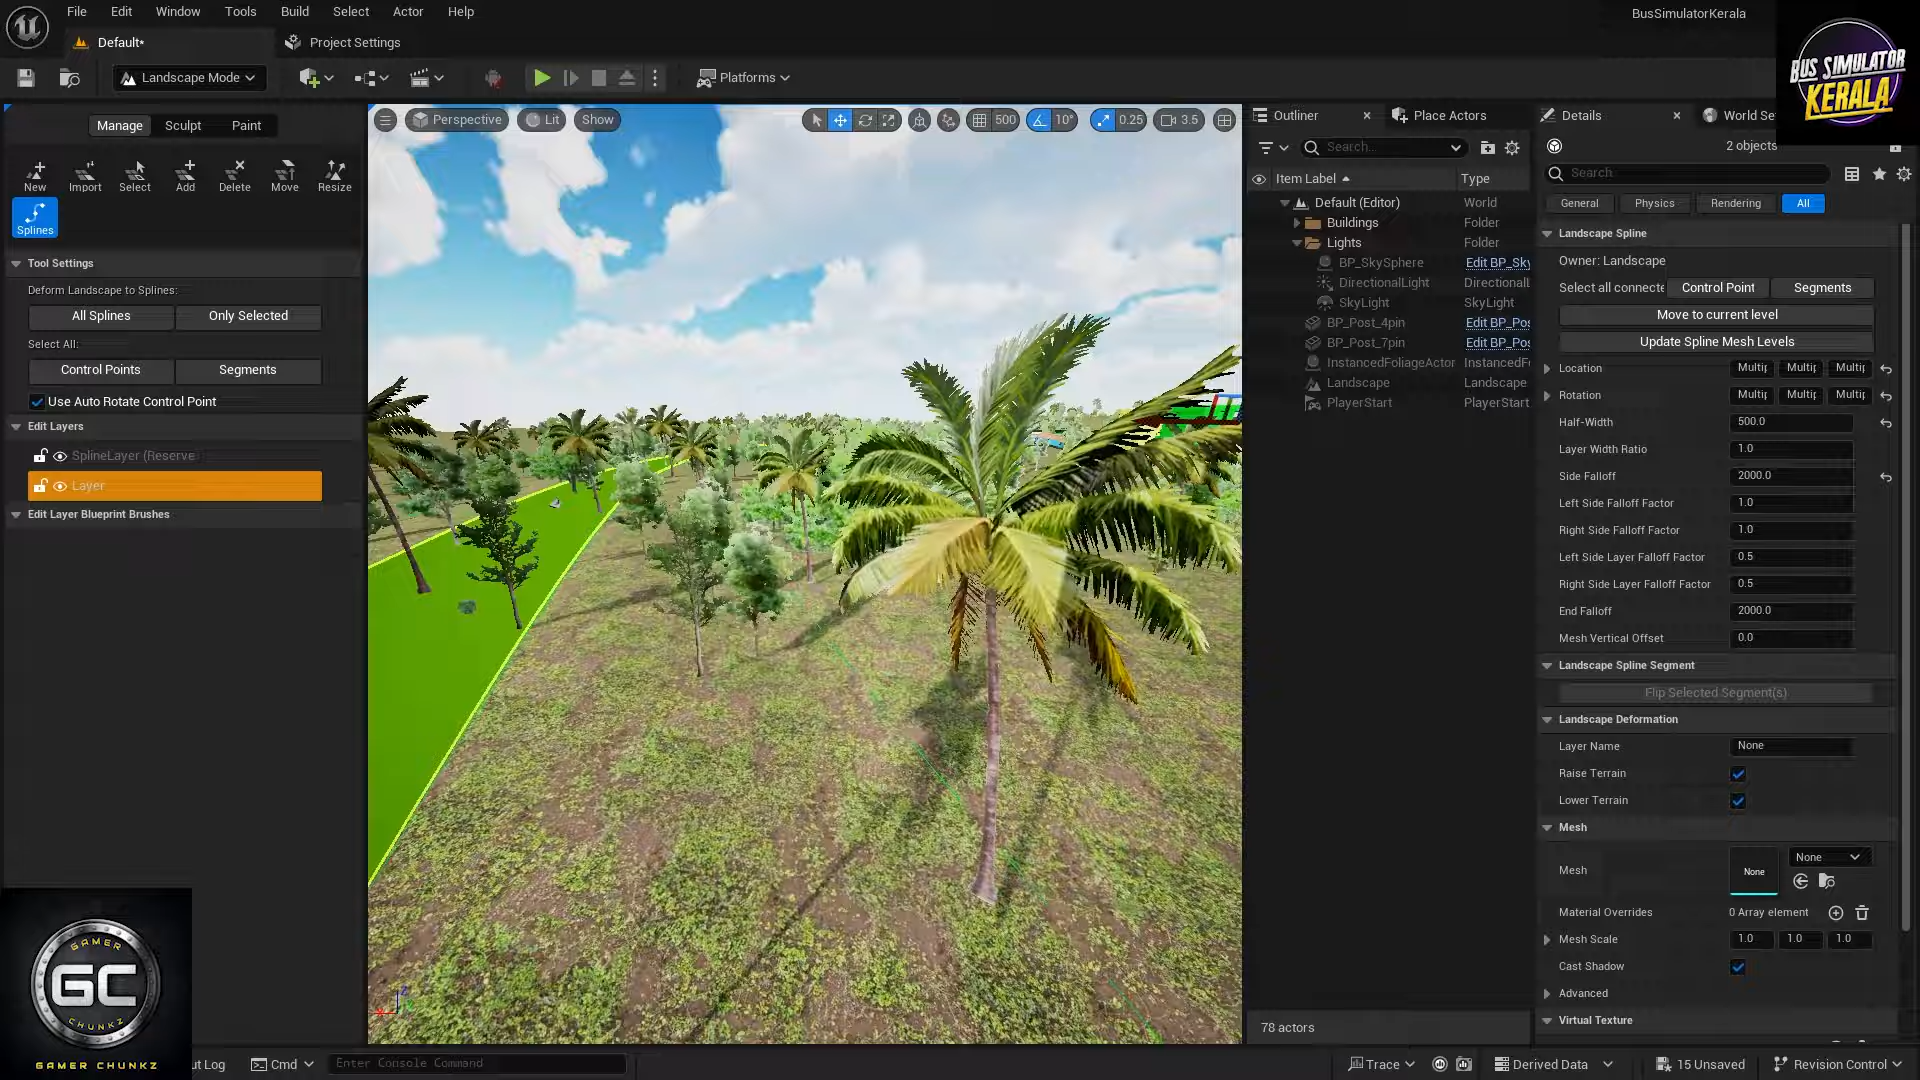 File Edit Window Tools Build Select Actor Help
BusSimulatorKerala
Default*
Project Settings
Landscape Mode
Platforms
BUS SIMULATOR
KERALA
Manage Sculpt Paint
New Import Select Add Delete Move Resize
Splines
Tool Settings
Deform Landscape to Splines:
All Splines Only Selected
Select All:
Control Points Segments
Use Auto Rotate Control Point
Edit Layers
SplineLayer (Reserve
Layer
Edit Layer Blueprint Brushes
Perspective Lit Show
500 10° 0.25 3.5
Outliner Place Actors
Search...
Item Label Type
Default (Editor) World
Buildings Folder
Lights Folder
BP_SkySphere Edit BP_Sky
DirectionalLight Directional
SkyLight SkyLight
BP_Post_4pin Edit BP_Pos
BP_Post_7pin Edit BP_Pos
InstancedFoliageActor InstancedFo
Landscape Landscape
PlayerStart PlayerStart
78 actors
Details World Se
2 objects
Search
General Physics Rendering All
Landscape Spline
Owner: Landscape
Select all connecte Control Point Segments
Move to current level
Update Spline Mesh Levels
Location Multip Multip Multip
Rotation Multip Multip Multip
Half-Width 500.0
Layer Width Ratio 1.0
Side Falloff 2000.0
Left Side Falloff Factor 1.0
Right Side Falloff Factor 1.0
Left Side Layer Falloff Factor 0.5
Right Side Layer Falloff Factor 0.5
End Falloff 2000.0
Mesh Vertical Offset 0.0
Landscape Spline Segment
Flip Selected Segment(s)
Landscape Deformation
Layer Name None
Raise Terrain
Lower Terrain
Mesh
Mesh None None
Material Overrides 0 Array element
Mesh Scale 1.0 1.0 1.0
Cast Shadow
Advanced
Virtual Texture
GAMER
GC
CHUNKZ
GAMER CHUNKZ
ut Log
Cmd
Enter Console Command
Trace
Derived Data
15 Unsaved
Revision Control